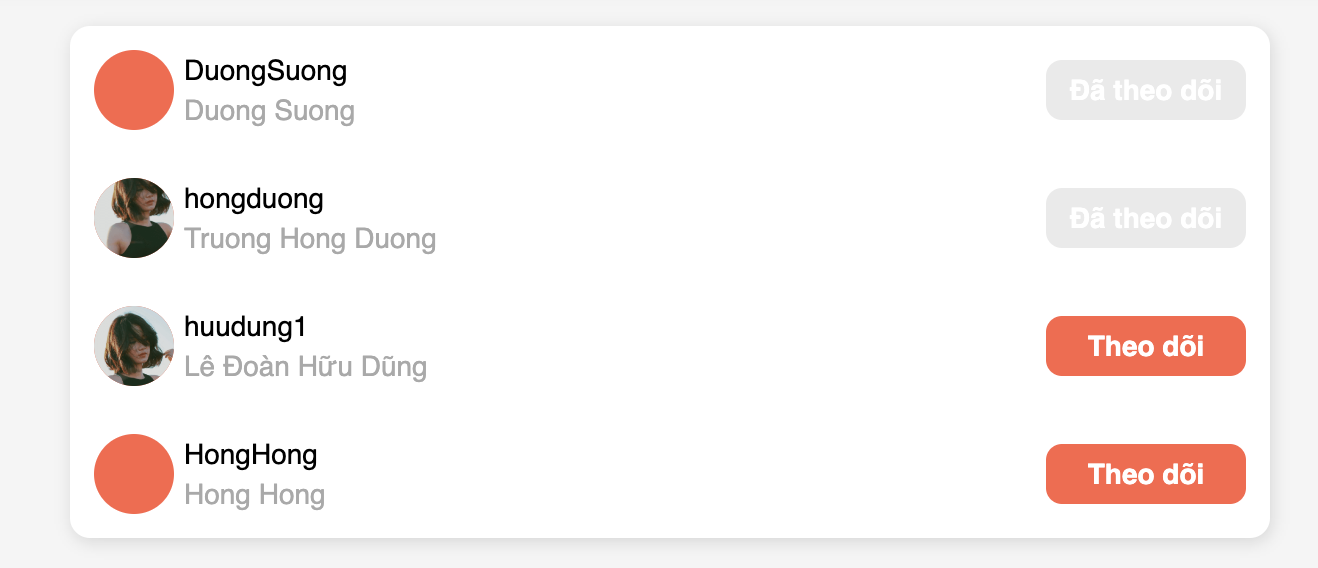 DuongSuong
Duong Suong
Đã theo dõi
hongduong
Truong Hong Duong
Đã theo dõi
huudung1
Lê Đoàn Hữu Dũng
Theo dõi
HongHong
Hong Hong
Theo dõi